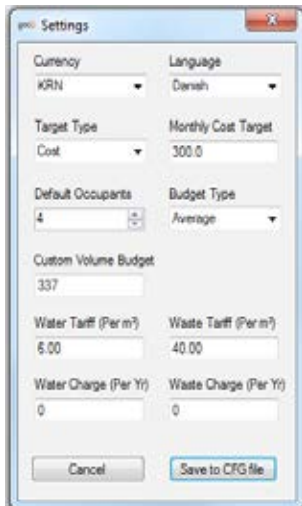 Settings
Currency Language
KRN Danish
Target Type Monthly Cost Target
Cost 300.0
Default Occupants Budget Type
4 Average
Custom Volume Budget
337
Water Tariff (Per m³) Waste Tariff (Per m³)
6.00 40.00
Water Charge (Per Yr) Waste Charge (Per Yr)
0 0
Cancel Save to CFG file